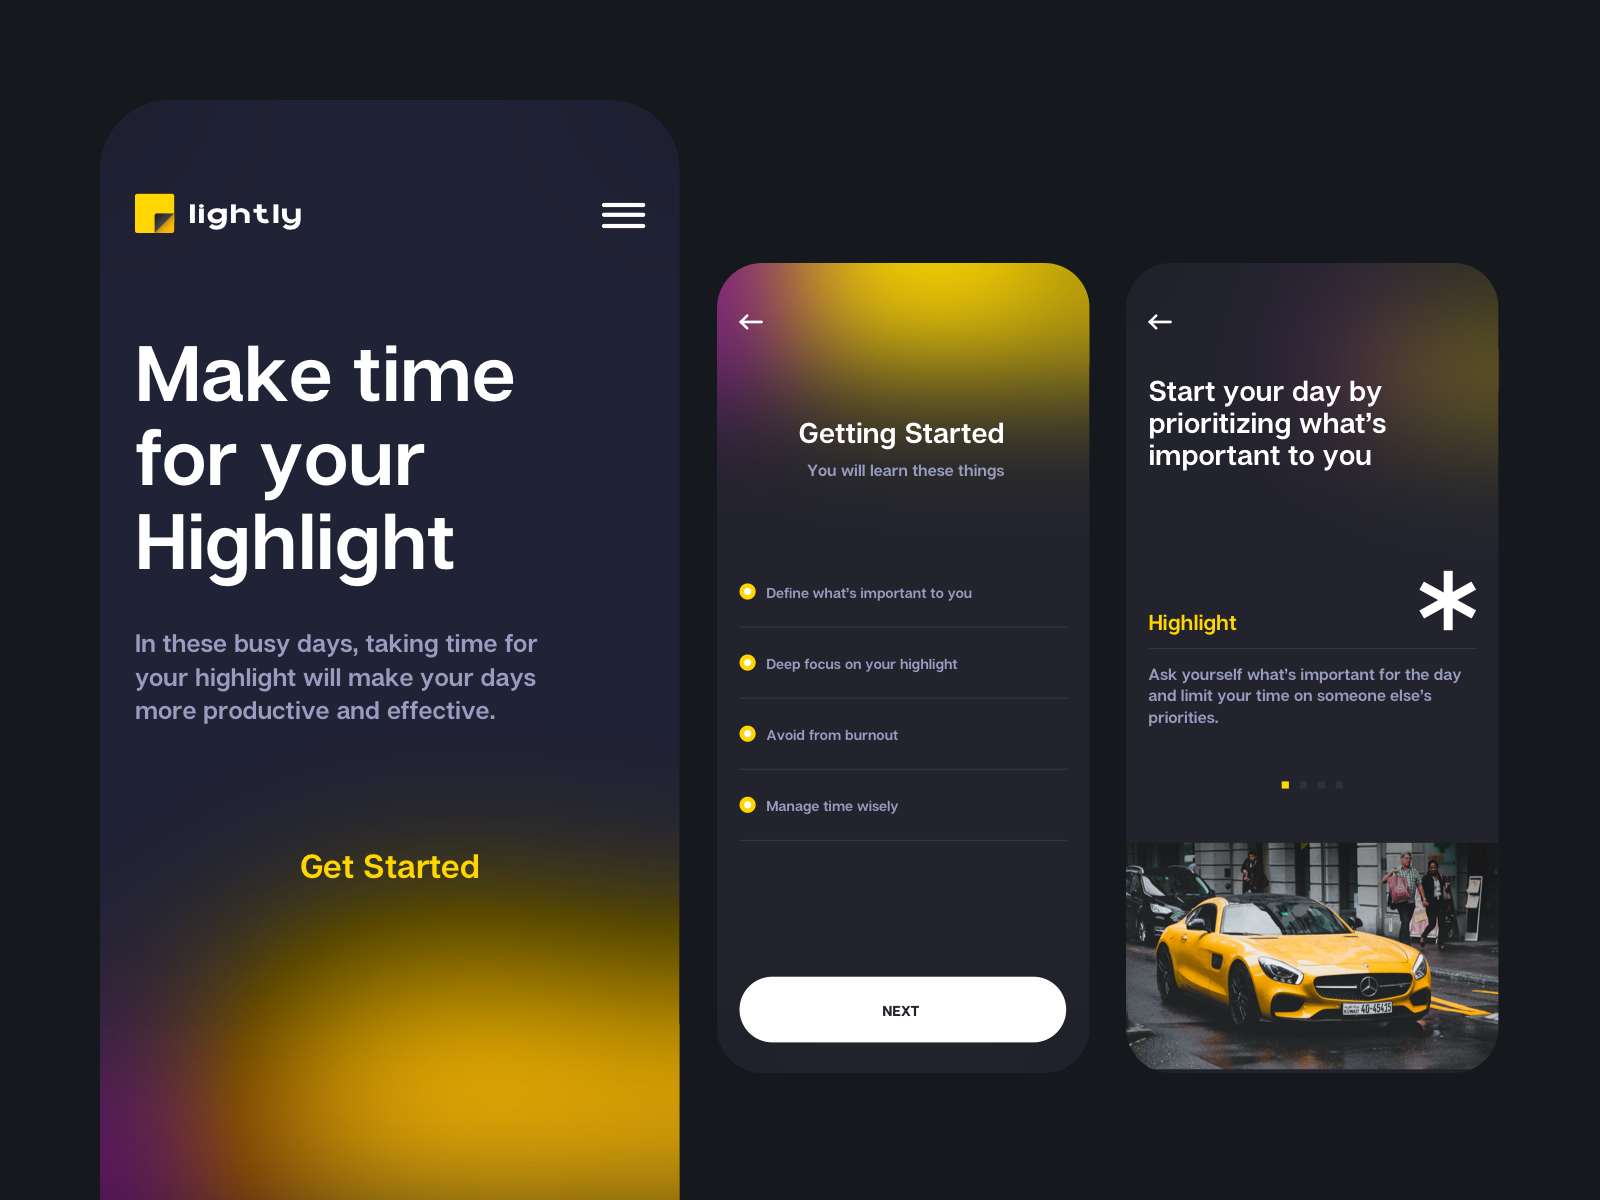 lightly
Make time
for your
Highlight
In these busy days, taking time for
your highlight will make your days
more productive and effective.
Get Started
Getting Started
You will learn these things
Define what's important to you
Deep focus on your highlight
Avoid from burnout
Manage time wisely
NEXT
Start your day by
prioritizing what's
important to you
Highlight
Ask yourself what's important for the day
and limit your time on someone else's
priorities.
KUWAIT 40-45415